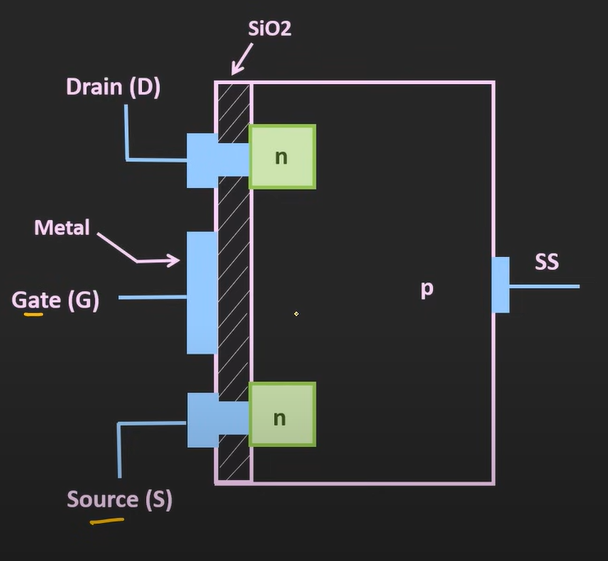 SiO2
Drain (D)
n
Metal
Gate (G)
p
SS
n
Source (S)